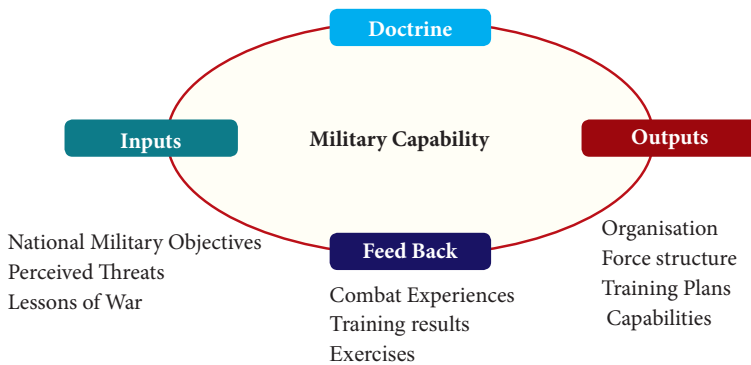 Doctrine
Inputs
Military Capability
Outputs
National Military Objectives
Perceived Threats
Lessons of War
Feed Back
Combat Experiences
Training results
Exercises
Organisation
Force structure
Training Plans
Capabilities